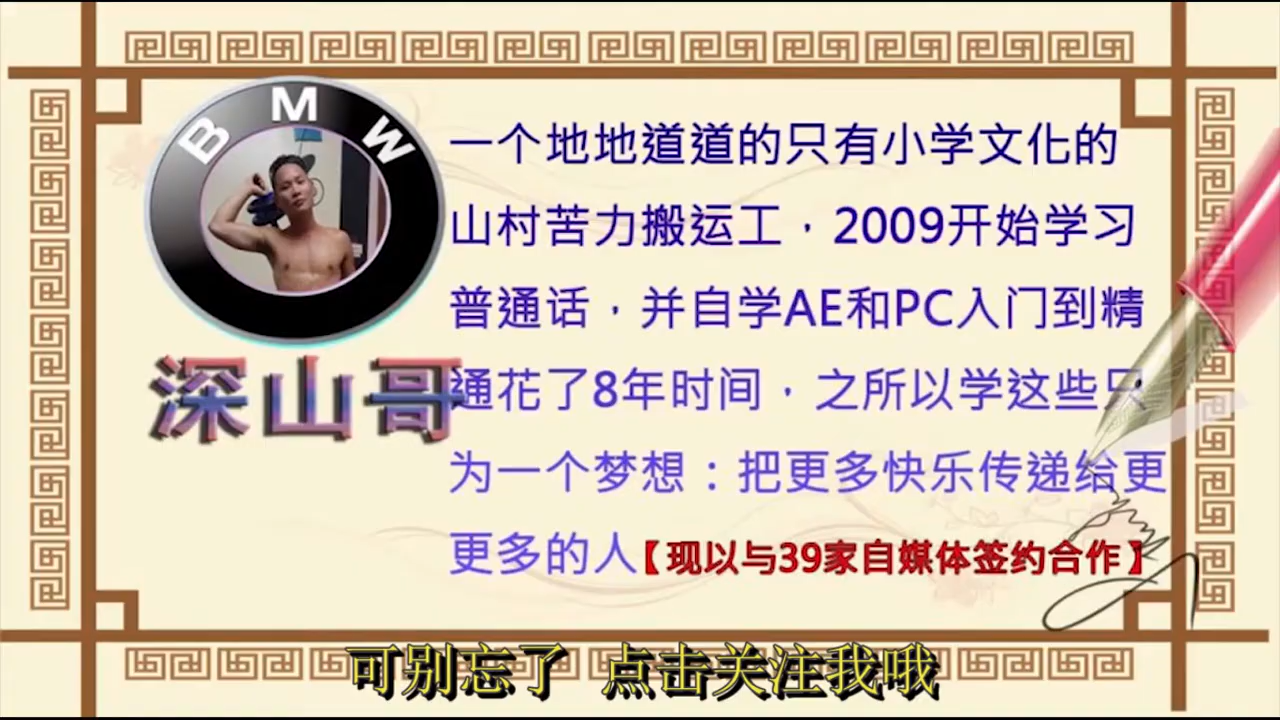 BMW
深山哥
一个地地道道的只有小学文化的
山村苦力搬运工，2009开始学习
普通话，并自学AE和PC入门到精
通花了8年时间，之所以学这些只
为一个梦想：把更多快乐传递给更
更多的人【现以与39家自媒体签约合作】
可别忘了 点击关注我哦